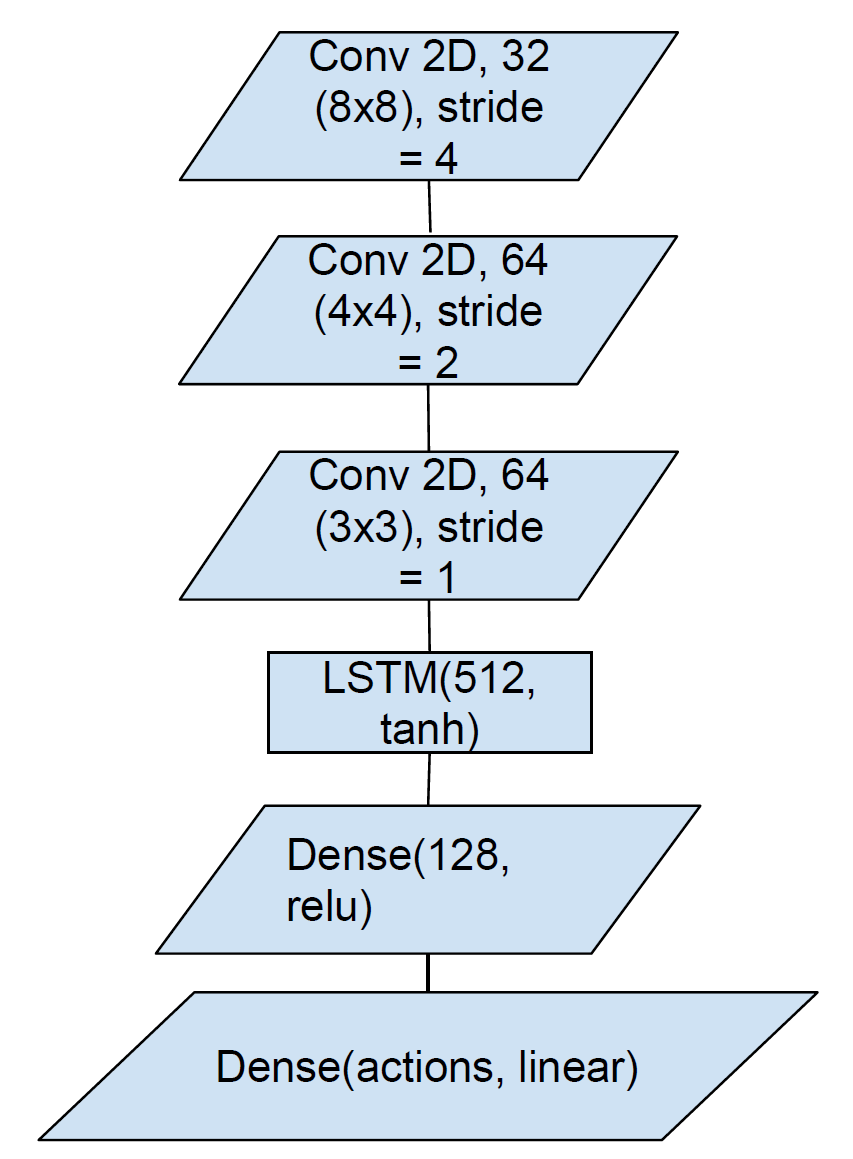 Conv 2D, 32
(8x8), stride
= 4
Conv 2D, 64
(4x4), stride
= 2
Conv 2D, 64
(3x3), stride
= 1
LSTM(512,
tanh)
Dense(128,
relu)
Dense(actions, linear)